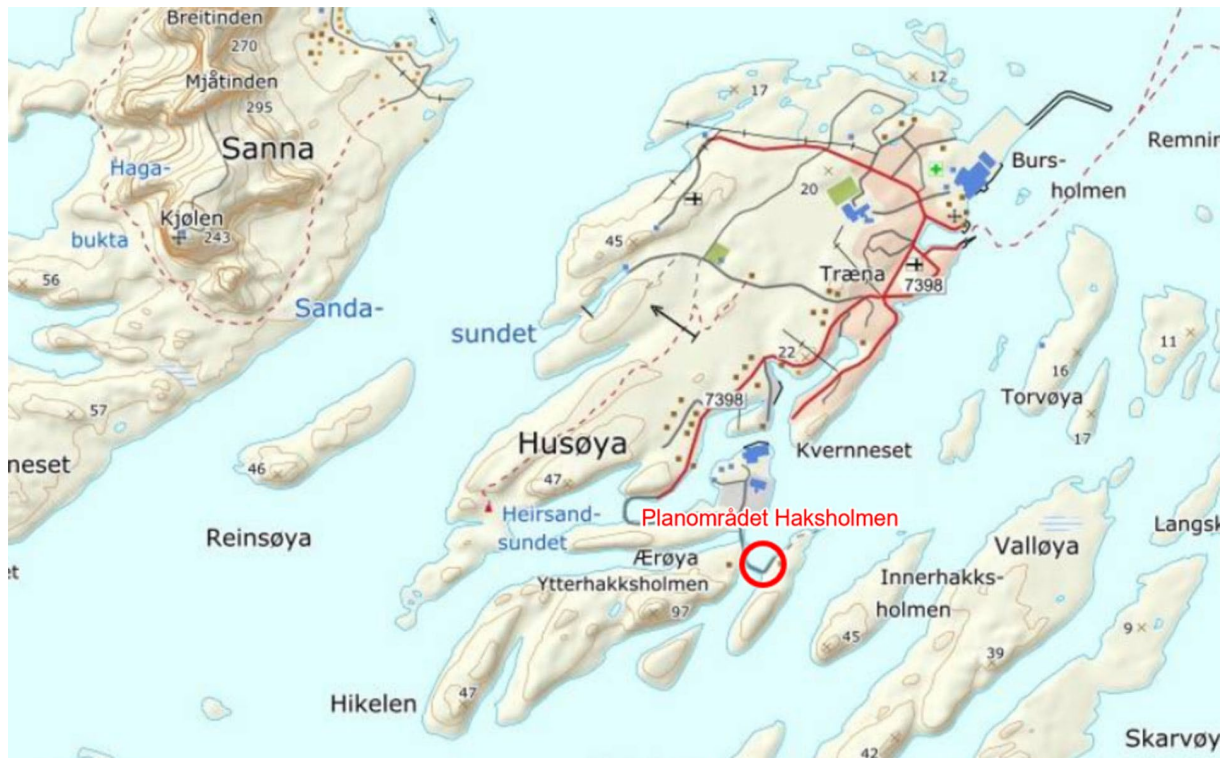 Breitinden
270
Mjåtinden
295
Sanna
Haga-
bukta
Kjølen
243
56
Sanda-
sundet
57
neset
46
Reinsøya
et
17
12
Remnin
Burs-
holmen
20
45
Træna
7398
22
7398
Husøya
47
Heirsand-
sundet
Kvernneset
Planområdet Haksholmen
Ærøya
Ytterhakksholmen
97
Hikelen
47
Innerhakks-
holmen
45
Valløya
39
42
16
Torvøya
17
11
Langsk
9
Skarvøy